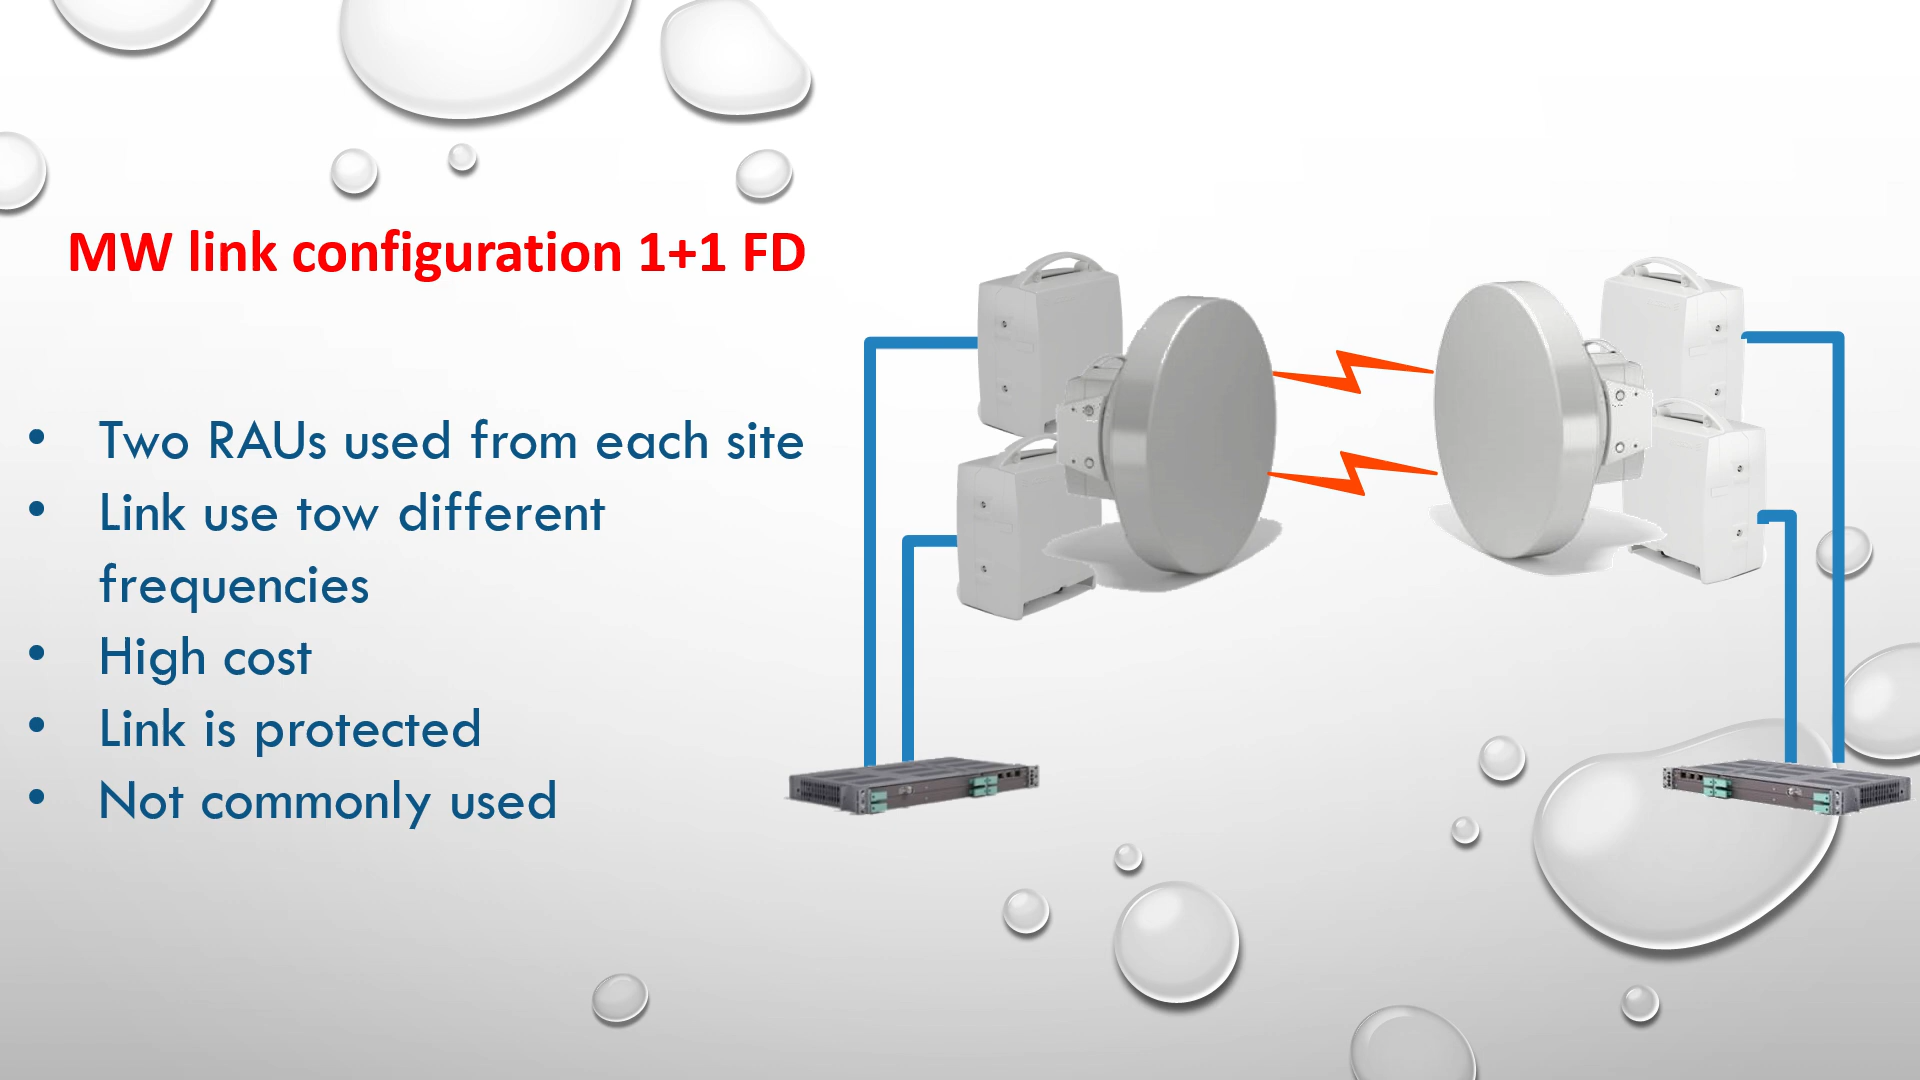 MW link configuration 1+1 FD
• Two RAUs used from each site
• Link use tow different
frequencies
• High cost
• Link is protected
• Not commonly used